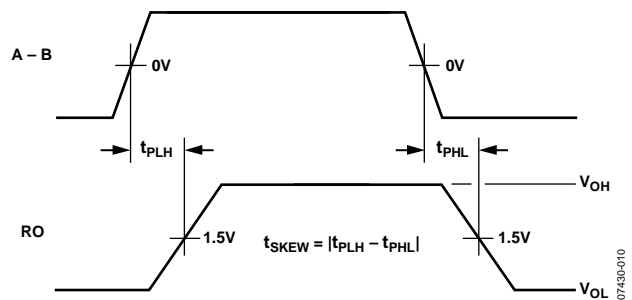 A – B
0V
0V
tPLH
tPHL
VOH
RO
1.5V
tSKEW = |tPLH – tPHL|
1.5V
VOL
07430-010